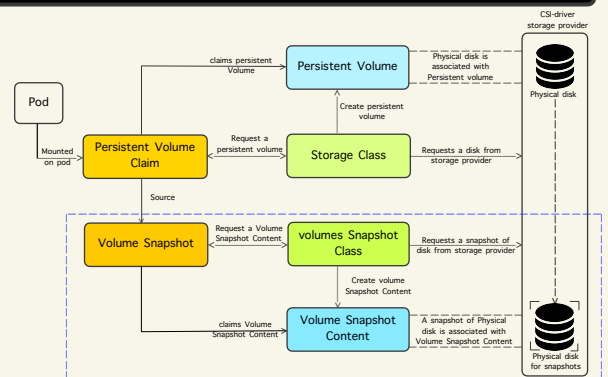 CSI-driver
storage provider
claims persistent
Volume
Persistent Volume
Physical disk is
associated with
Persistent volume
Physical disk
Pod
Create persistent
volume
Mounted
on pod
Persistent Volume
Claim
Request a
persistent volume
Storage Class
Requests a disk from
storage provider
Source
Volume Snapshot
Request a Volume
Snapshot Content
volumes Snapshot
Class
Requests a snapshot of
disk from storage provider
Create volume
Snapshot Content
claims Volume
Snapshot Content
Volume Snapshot
Content
A snapshot of Physical
disk is associated with
Volume Snapshot Content
Physical disk
for snapshots